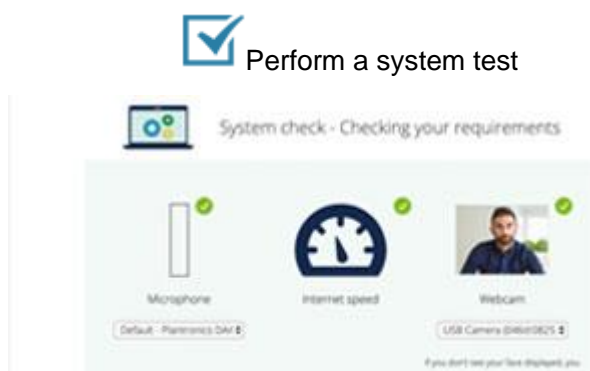 Perform a system test
System check - Checking your requirements
Microphone
Internet speed
Webcam
Default - Plantronics DA
USB Camera
If you don't see your face displayed, you